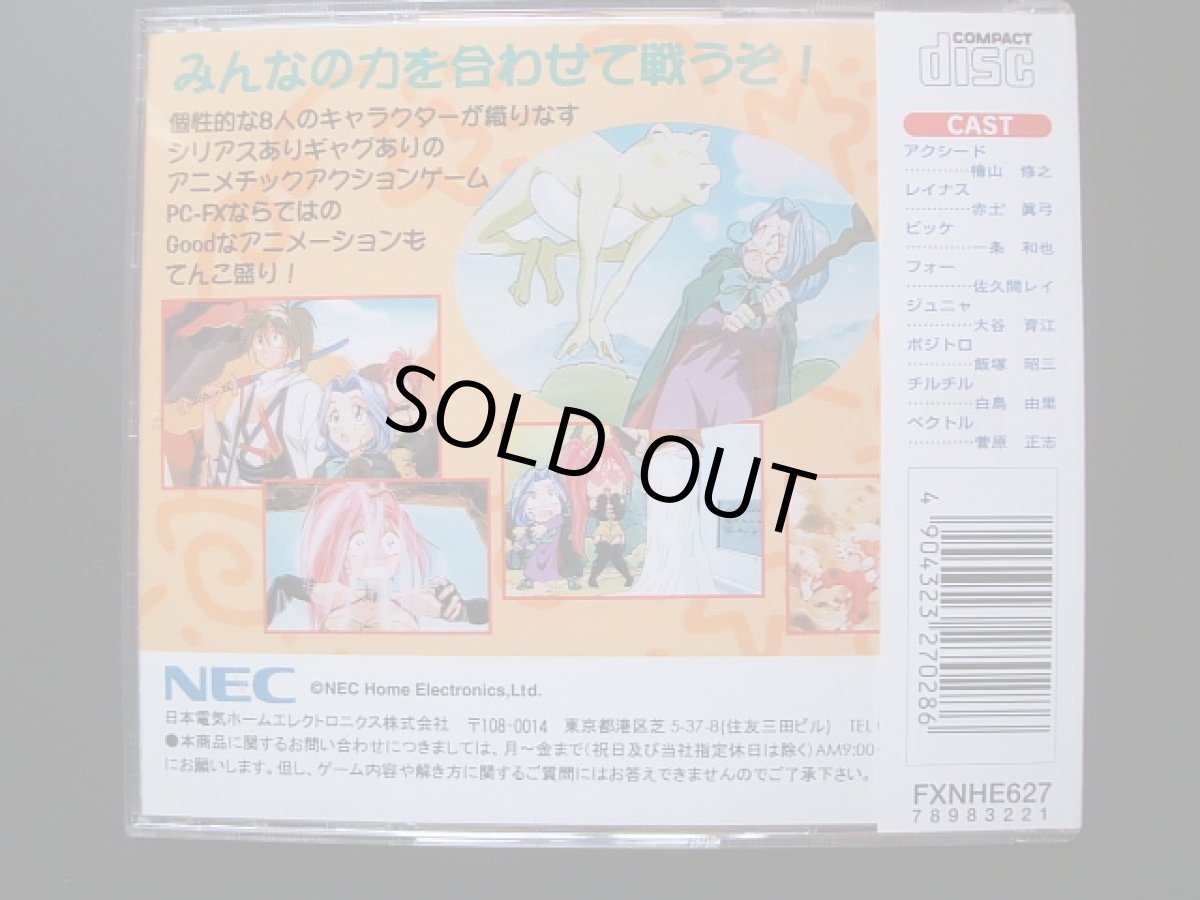 みんなの力を合わせて戦うぞ！
個性的な8人のキャラクターが織りなす
シリアスありギャグありの
アニメチックアクションゲーム
PC-FXならではの
Goodなアニメーションも
てんこ盛り！
SOLD OUT
NEC ©NEC Home Electronics,Ltd.
日本電気ホームエレクトロニクス株式会社 〒108-0014 東京都港区芝5-37-8(住友三田ビル) TEL
●本商品に関するお問い合わせにつきましては、月～金まで(祝日及び当社指定休日は除く)AM9:00-
にお願いします。但し、ゲーム内容や解き方に関するご質問にはお答えできませんのでご了承下さい。
COMPACT
disc
CAST
アクシード
…………檜山 修之
レイナス
…………赤土 眞弓
ビッケ
…………一条 和也
フォー
…………佐久間レイ
ジュニャ
…………大谷 育江
ポジトロ
…………飯塚 昭三
チルチル
…………白鳥 由里
ベクトル
…………菅原 正志
4 904323 270286
FXNHE627
78983221